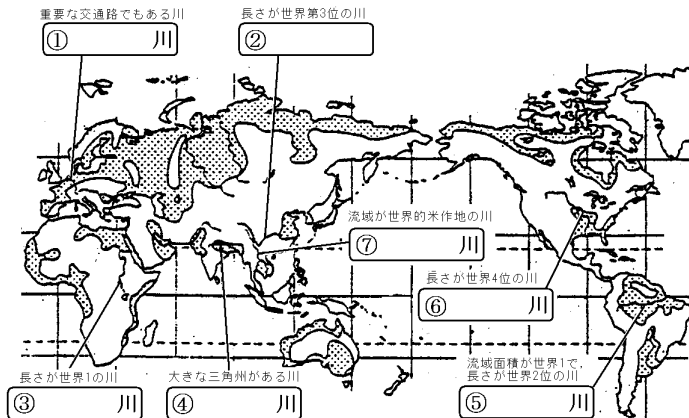 重要な交通路でもある川
① 川
長さが世界第3位の川
②
流域が世界的米作地の川
⑦ 川
長さが世界4位の川
⑥ 川
長さが世界1の川
③ 川
大きな三角州がある川
④ 川
流域面積が世界1で,
長さが世界2位の川
⑤ 川